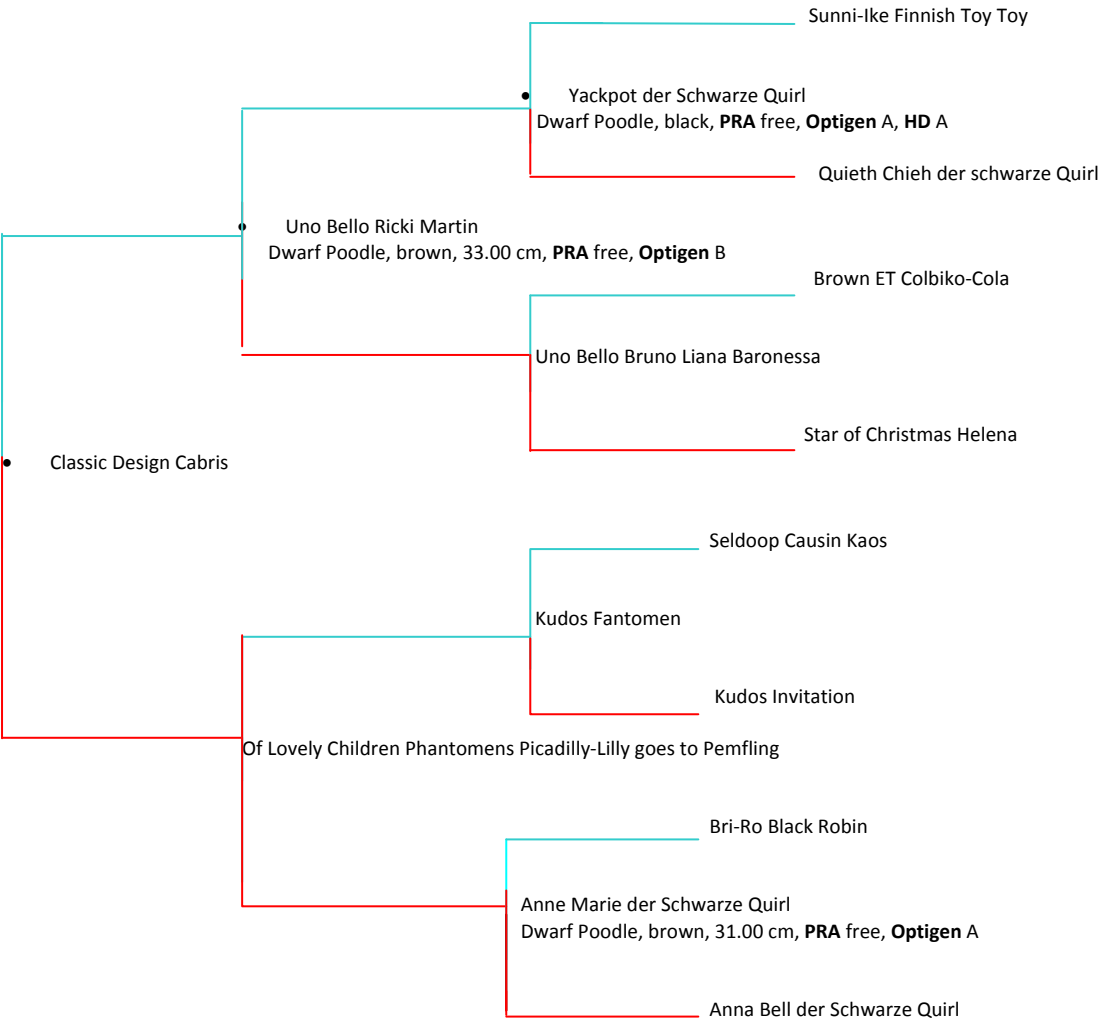 Sunni-Ike Finnish Toy Toy
• Yackpot der Schwarze Quirl
Dwarf Poodle, black, PRA free, Optigen A, HD A
Quieth Chieh der schwarze Quirl
• Uno Bello Ricki Martin
Dwarf Poodle, brown, 33.00 cm, PRA free, Optigen B
Brown ET Colbiko-Cola
Uno Bello Bruno Liana Baronessa
Star of Christmas Helena
• Classic Design Cabris
Seldoop Causin Kaos
Kudos Fantomen
Kudos Invitation
Of Lovely Children Phantomens Picadilly-Lilly goes to Pemfling
Bri-Ro Black Robin
Anne Marie der Schwarze Quirl
Dwarf Poodle, brown, 31.00 cm, PRA free, Optigen A
Anna Bell der Schwarze Quirl